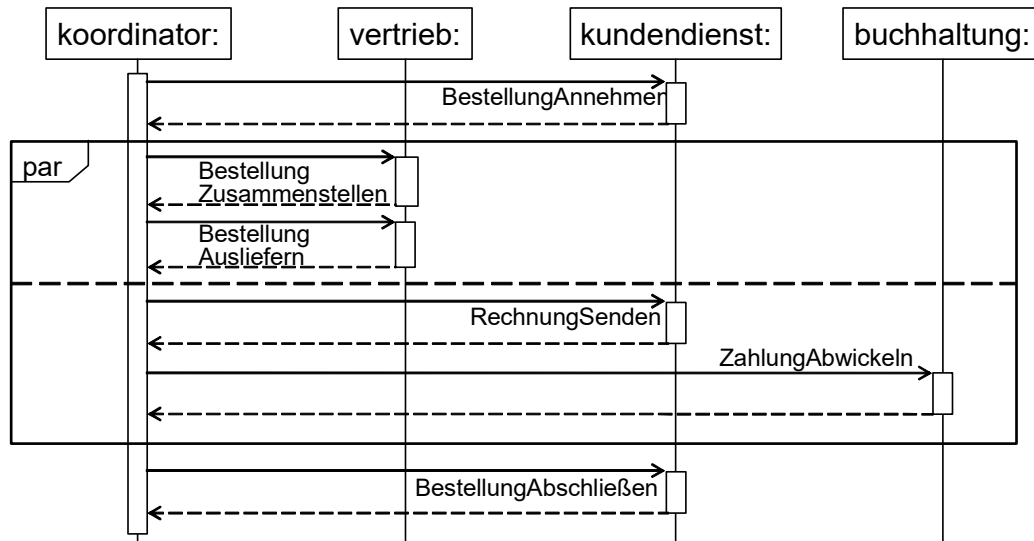 koordinator:
vertrieb:
kundendienst:
buchhaltung:
BestellungAnnehmen
par
Bestellung
Zusammenstellen
Bestellung
Ausliefern
RechnungSenden
ZahlungAbwickeln
BestellungAbschließen